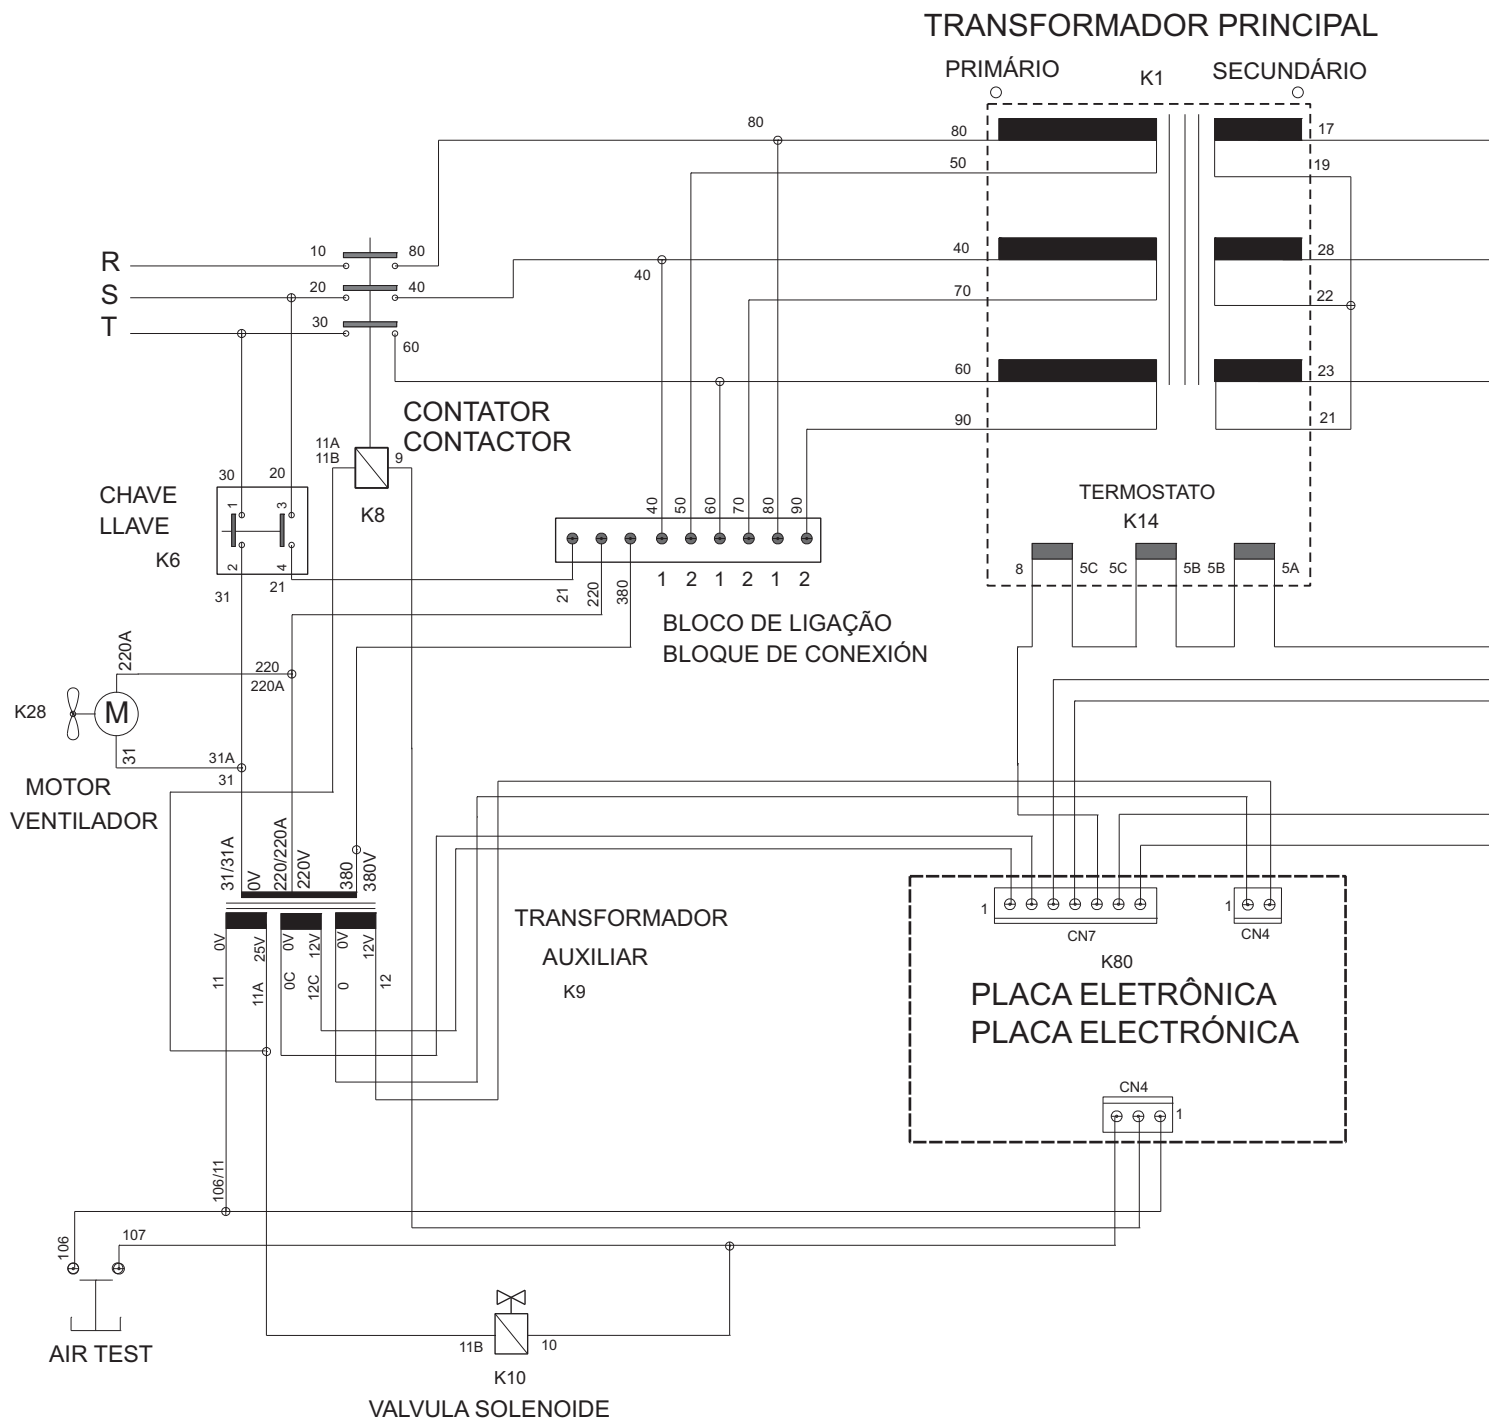 TRANSFORMADOR PRINCIPAL
PRIMÁRIO
K1
SECUNDÁRIO
80
80
17
50
19
R
10
80
40
28
S
20
40
40
70
22
T
30
60
60
23
CONTATOR
CONTACTOR
90
21
11A
11B
9
K8
30
20
CHAVE
LLAVE
K6
1
3
2
4
31
21
40
50
60
70
80
90
1
2
1
2
1
2
21
220
380
BLOCO DE LIGAÇÃO
BLOQUE DE CONEXIÓN
TERMOSTATO
K14
8
5C
5C
5B
5B
5A
220A
220
220A
K28
M
31
31A
31
MOTOR
VENTILADOR
31/31A
0V
220/220A
220V
380
380V
0V
25V
0V
12V
0V
12V
11
11A
0C
12C
0
12
TRANSFORMADOR
AUXILIAR
K9
1
CN7
1
CN4
K80
PLACA ELETRÔNICA
PLACA ELECTRÓNICA
CN4
1
106/11
106
107
AIR TEST
11B
10
K10
VALVULA SOLENOIDE